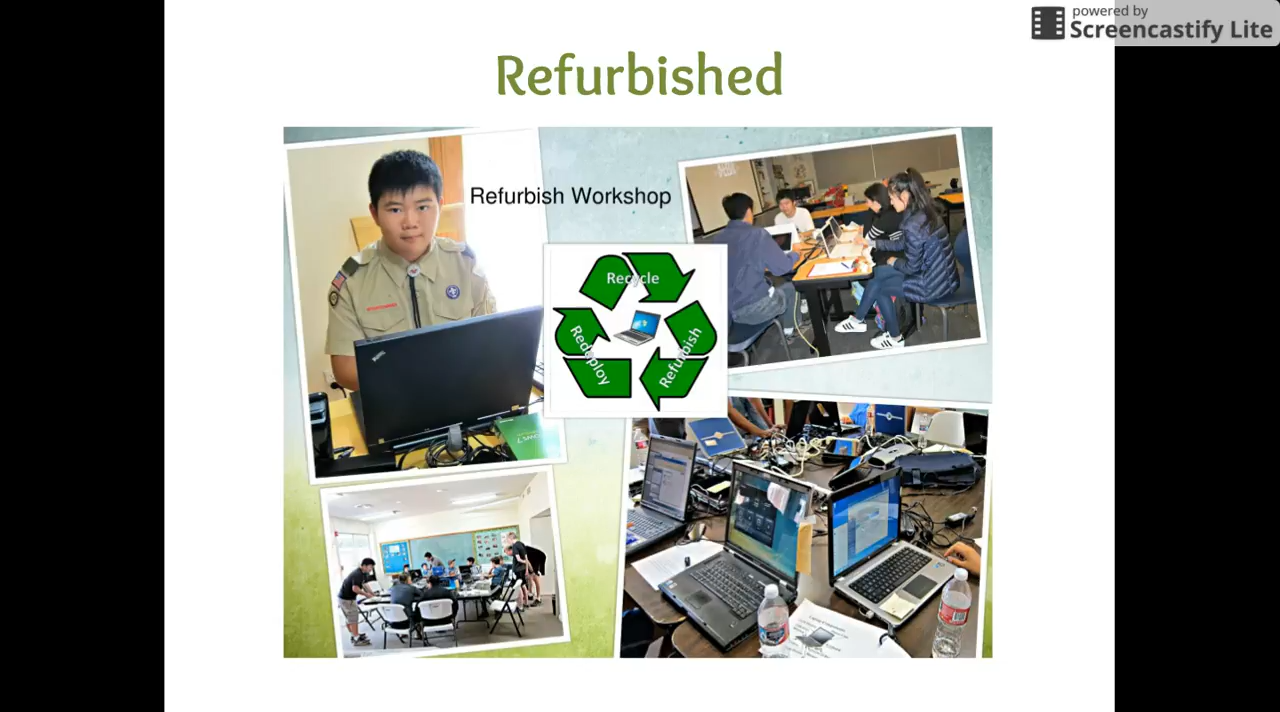 powered by
Screencastify Lite
Refurbished
Refurbish Workshop
Recycle
Redeploy
Refurbish